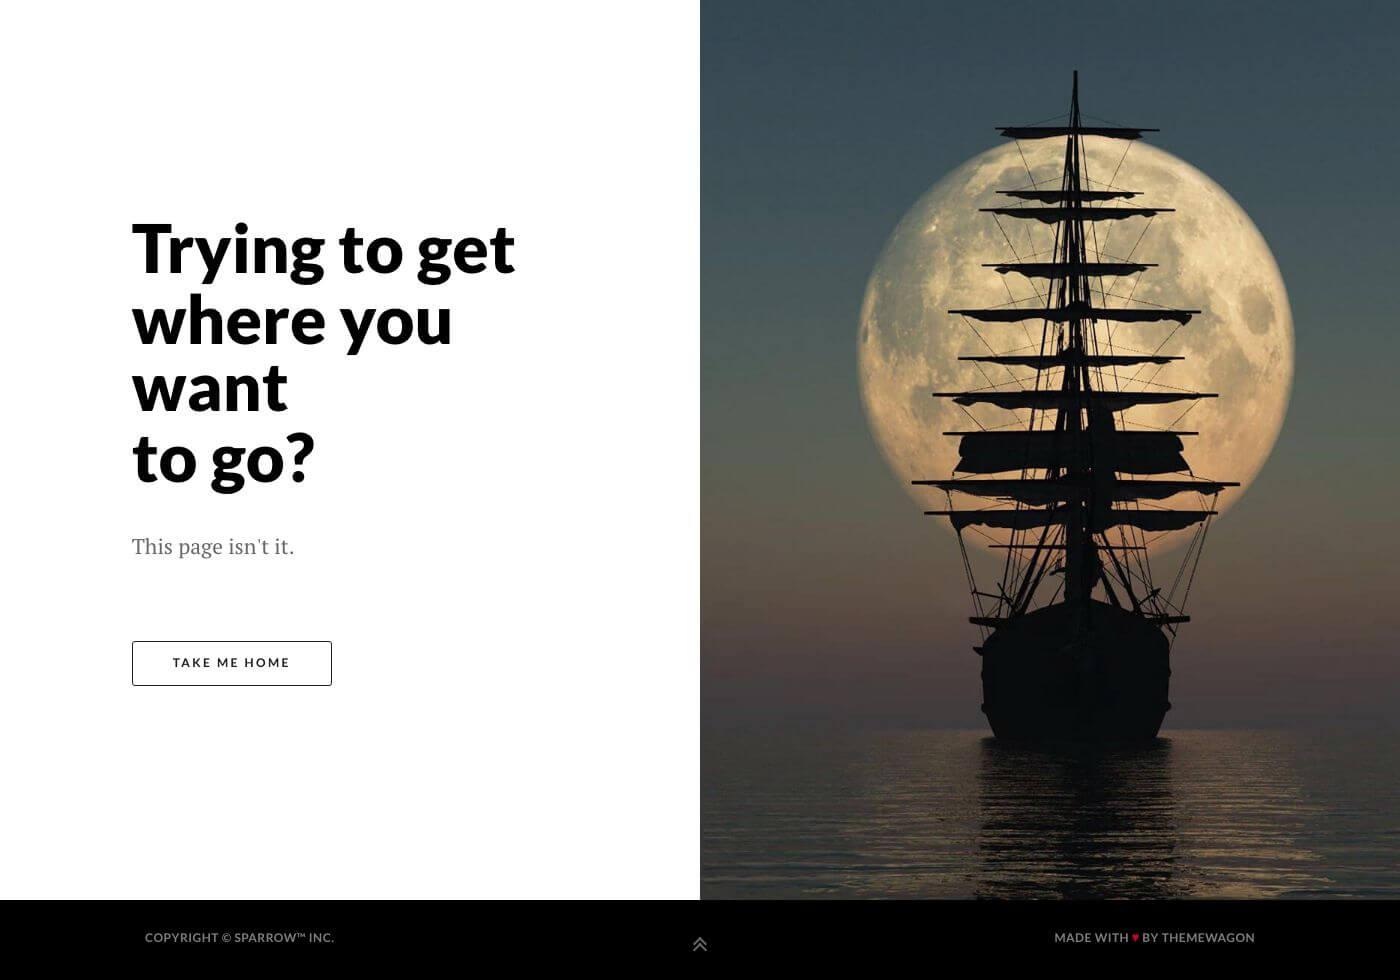 Trying to get
where you
want
to go?
This page isn't it.
TAKE ME HOME
COPYRIGHT © SPARROW™ INC.
MADE WITH ♥ BY THEMEWAGON